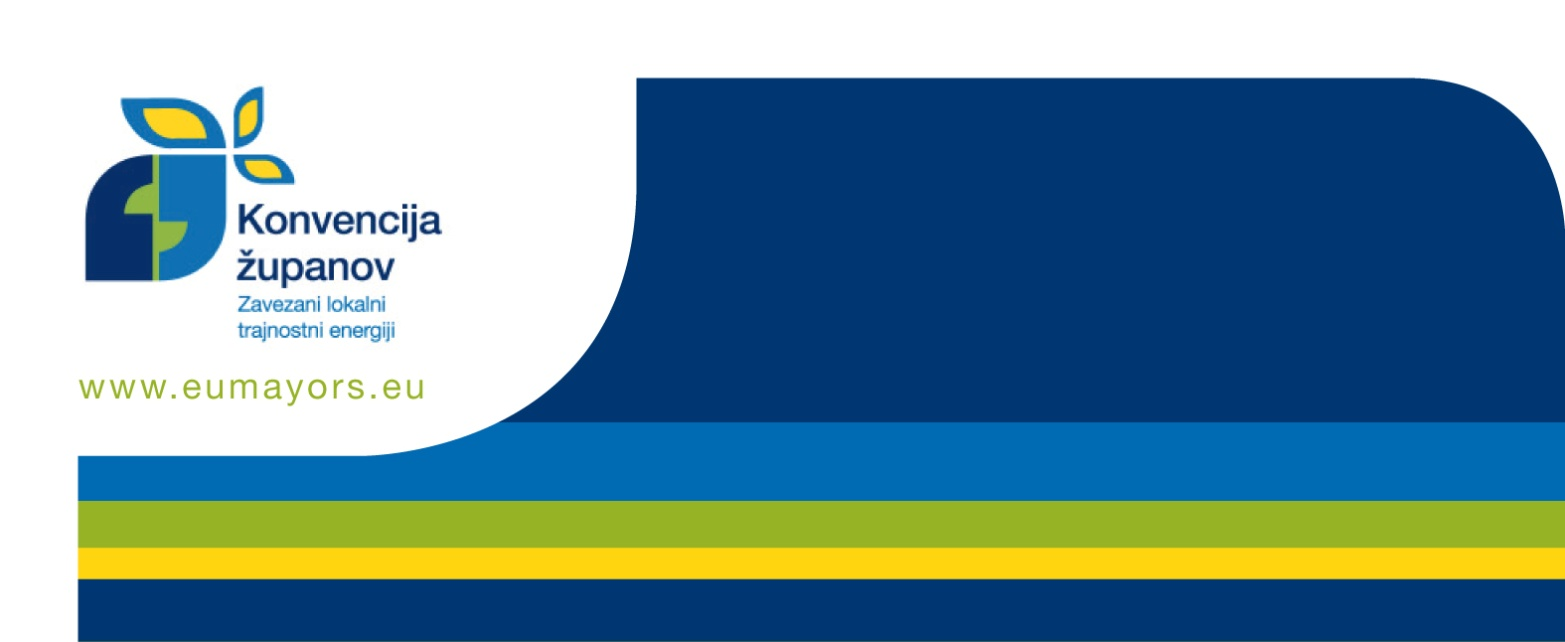 Konvencija
županov
Zavezani lokalni
trajnostni energiji
www.eumayors.eu